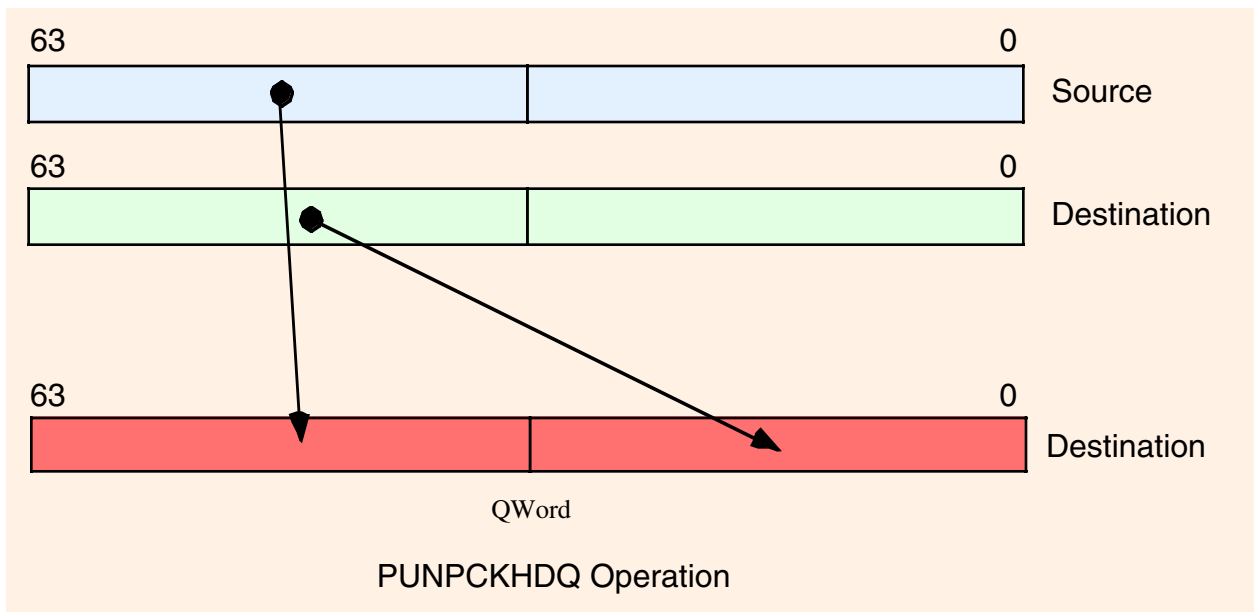 63 0
Source
63 0
Destination
63 0
Destination
QWord
PUNPCKHDQ Operation